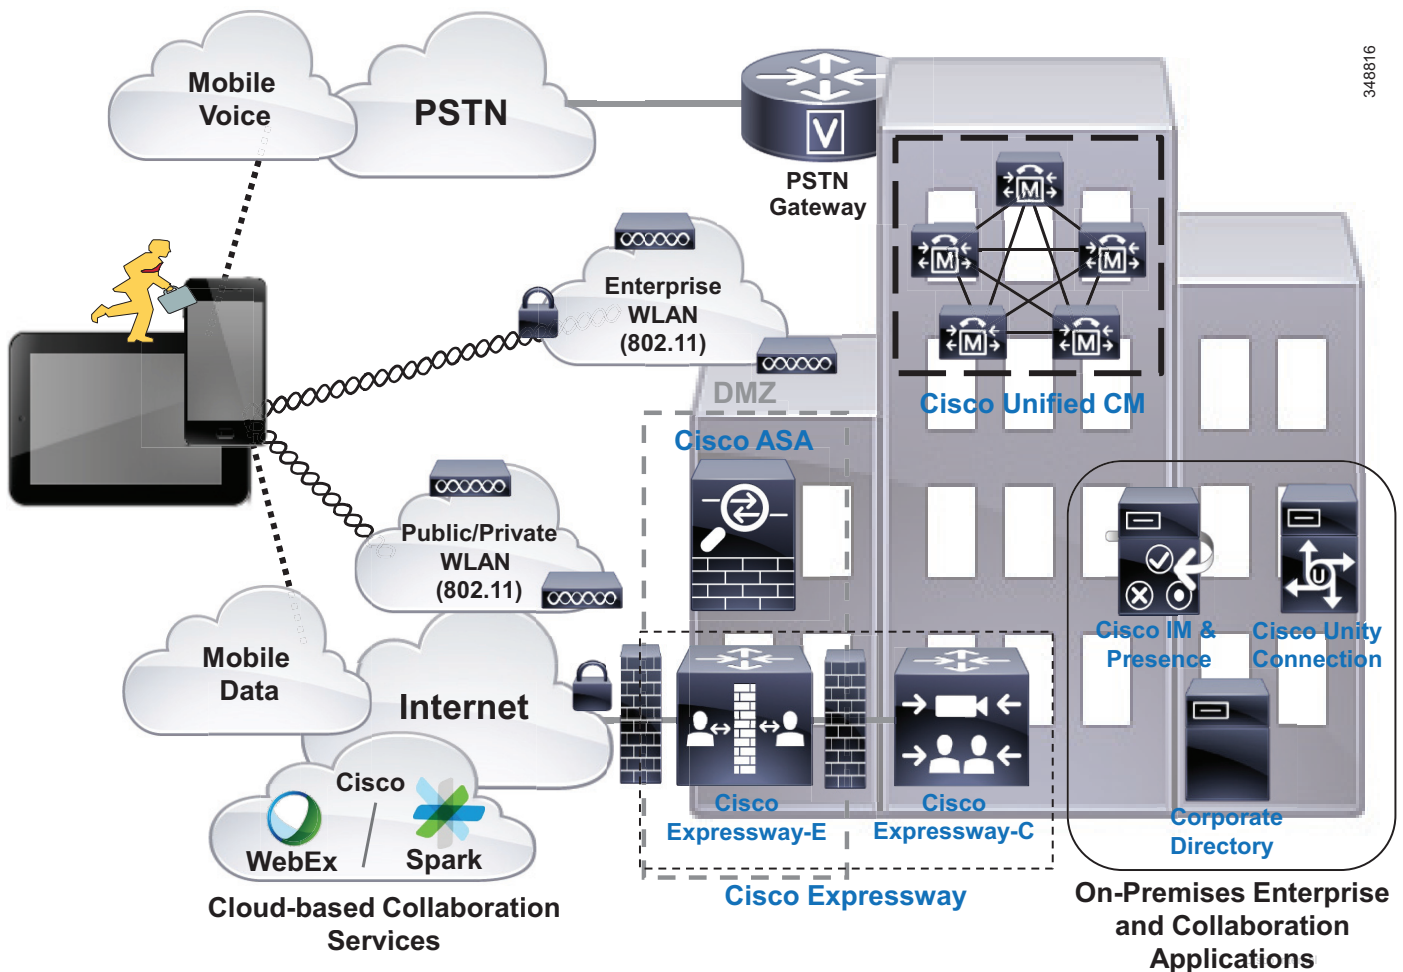 348816
Mobile
Voice
PSTN
V
PSTN
Gateway
M
M
M
M
M
Cisco Unified CM
Enterprise
WLAN
(802.11)
DMZ
Cisco ASA
Public/Private
WLAN
(802.11)
Mobile
Data
Internet
Cisco
WebEx
Spark
Cloud-based Collaboration
Services
Cisco
Expressway-E
Cisco
Expressway-C
Cisco Expressway
U
Cisco IM &
Presence
Cisco Unity
Connection
Corporate
Directory
On-Premises Enterprise
and Collaboration
Applications